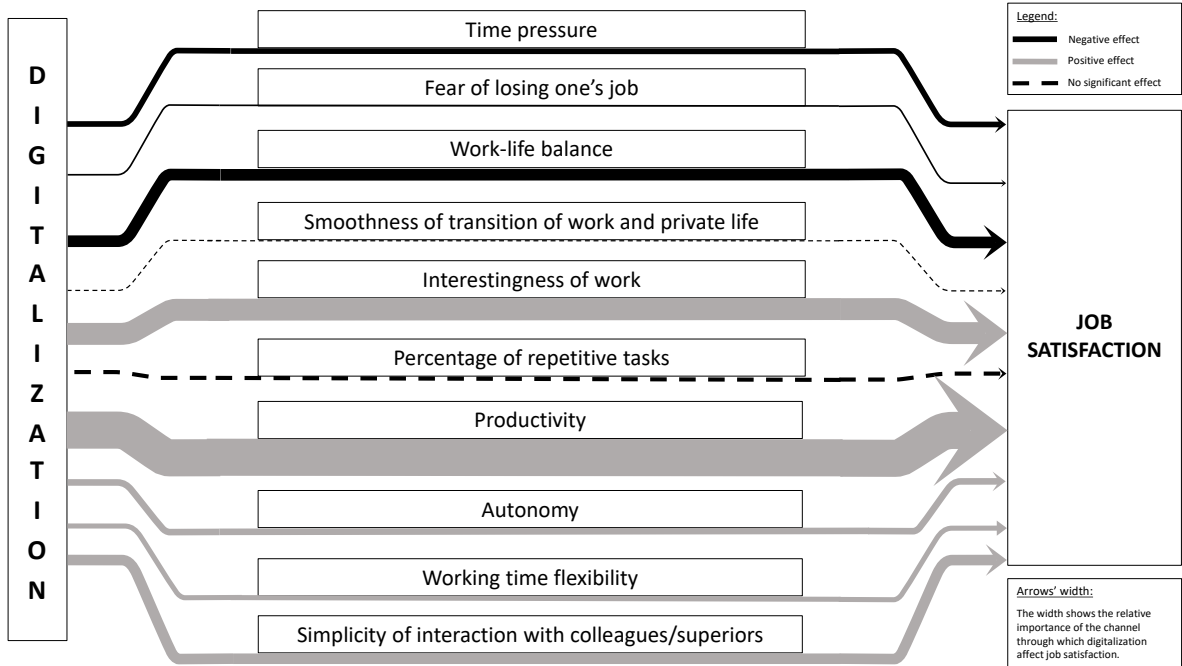 DIGITALIZATION
Time pressure
Fear of losing one's job
Work-life balance
Smoothness of transition of work and private life
Interestingness of work
Percentage of repetitive tasks
Productivity
Autonomy
Working time flexibility
Simplicity of interaction with colleagues/superiors
Legend:
Negative effect
Positive effect
No significant effect
JOB
SATISFACTION
Arrows' width:
The width shows the relative
importance of the channel
through which digitalization
affect job satisfaction.